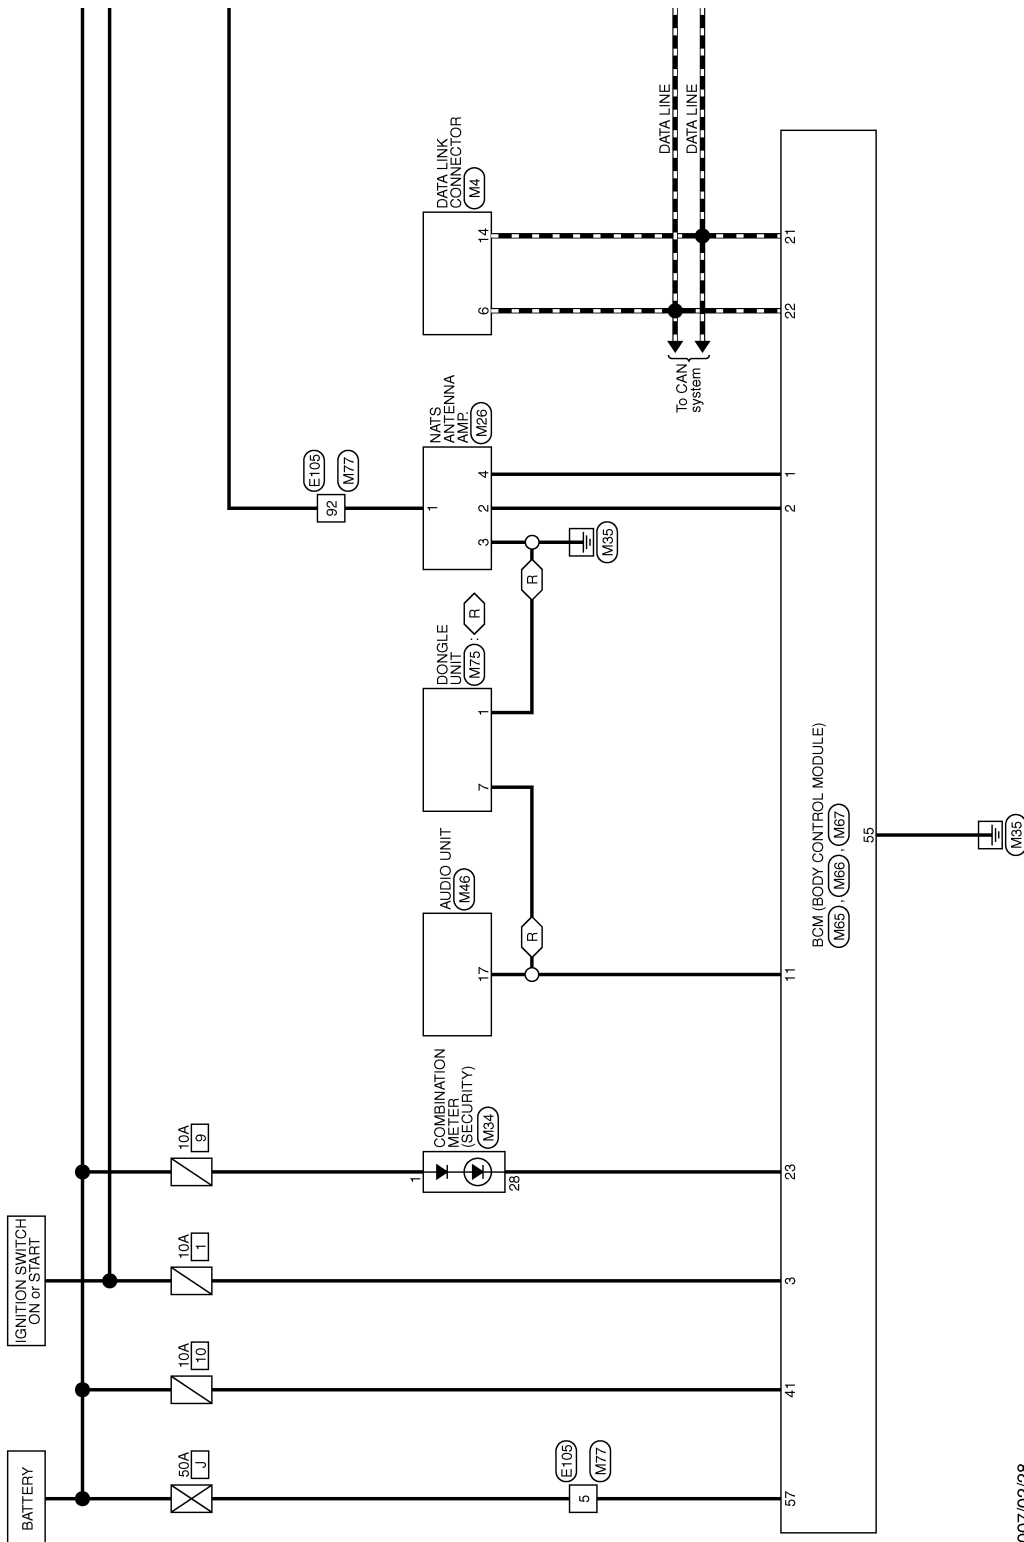 BATTERY
50A
J
E105
5
M77
57
10A
10
41
IGNITION SWITCH
ON or START
10A
1
3
10A
9
1
COMBINATION
METER
(SECURITY)
M34
28
23
AUDIO UNIT
M46
17
R
11
DONGLE
UNIT
M75 : R
7
1
R
M35
E105
92
M77
NATS
ANTENNA
AMP.
M26
1
3
2
4
2
1
DATA LINK
CONNECTOR
M4
6
14
DATA LINE
DATA LINE
To CAN
system
22
21
BCM (BODY CONTROL MODULE)
M65 , M66 , M67
55
M35
007/02/28